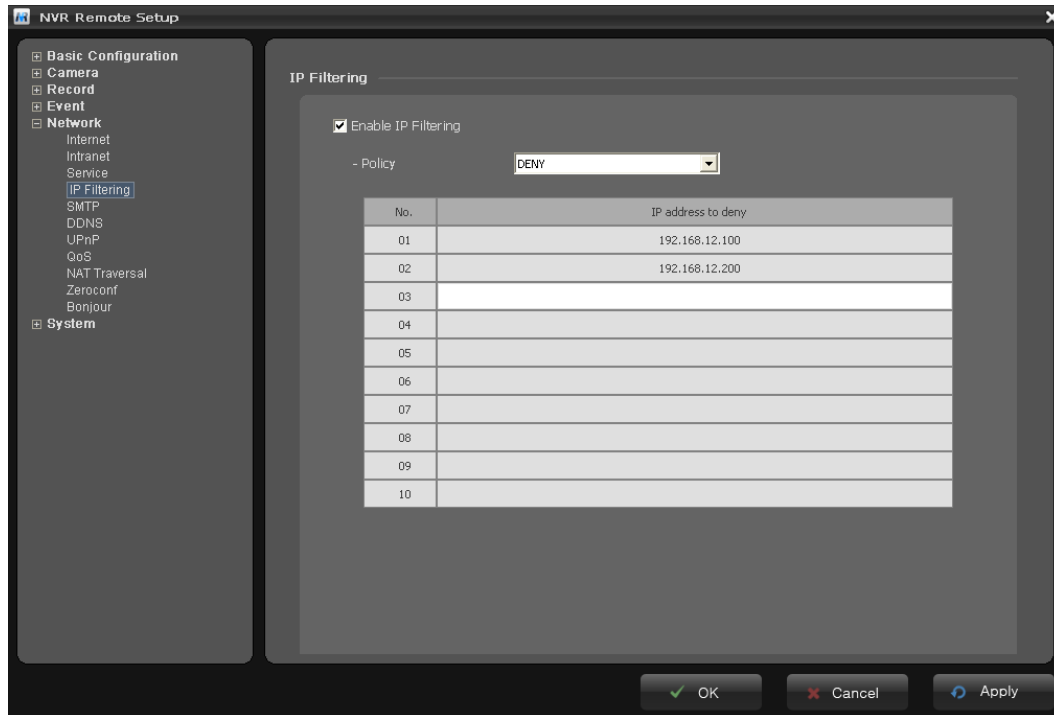 NVR Remote Setup
Basic Configuration
Camera
Record
Event
Network
Internet
Intranet
Service
IP Filtering
SMTP
DDNS
UPnP
QoS
NAT Traversal
Zeroconf
Bonjour
System
IP Filtering
Enable IP Filtering
- Policy DENY
No. IP address to deny
01 192.168.12.100
02 192.168.12.200
03
04
05
06
07
08
09
10
OK Cancel Apply